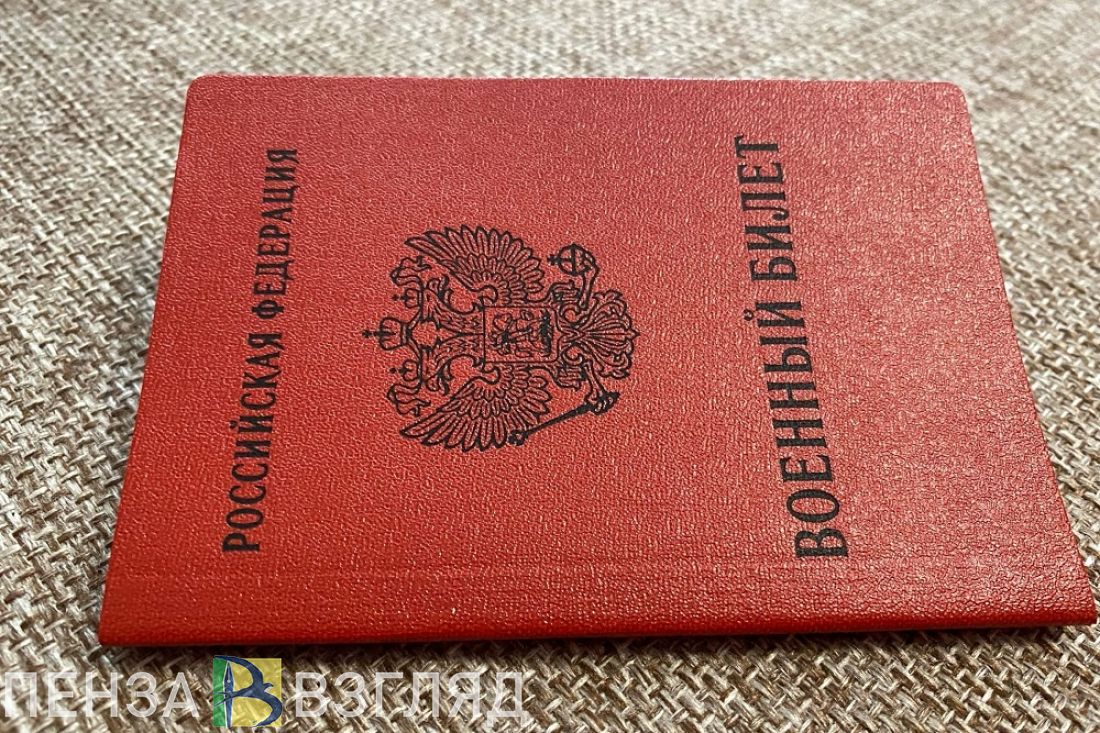 РОССИЙСКАЯ ФЕДЕРАЦИЯ
ВОЕННЫЙ БИЛЕТ
ПЕНЗА В ВЗГЛЯД